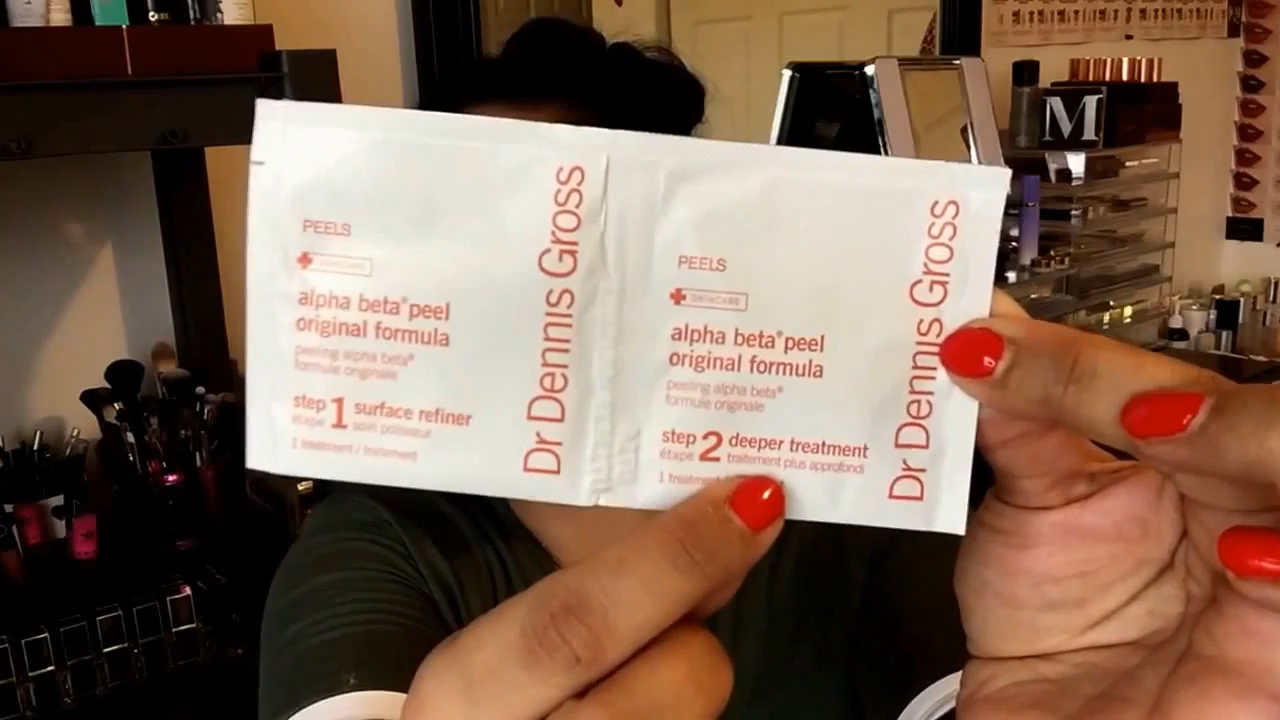 PEELS
SKINCARE
alpha beta®peel
original formula
peeling alpha beta®
formule originale
step 1 surface refiner
étape soin polisseur
1 treatment / traitement
Dr Dennis Gross
PEELS
SKINCARE
alpha beta®peel
original formula
peeling alpha beta®
formule originale
step 2 deeper treatment
étape traitement plus approfondi
1 treatment
Dr Dennis Gross
M